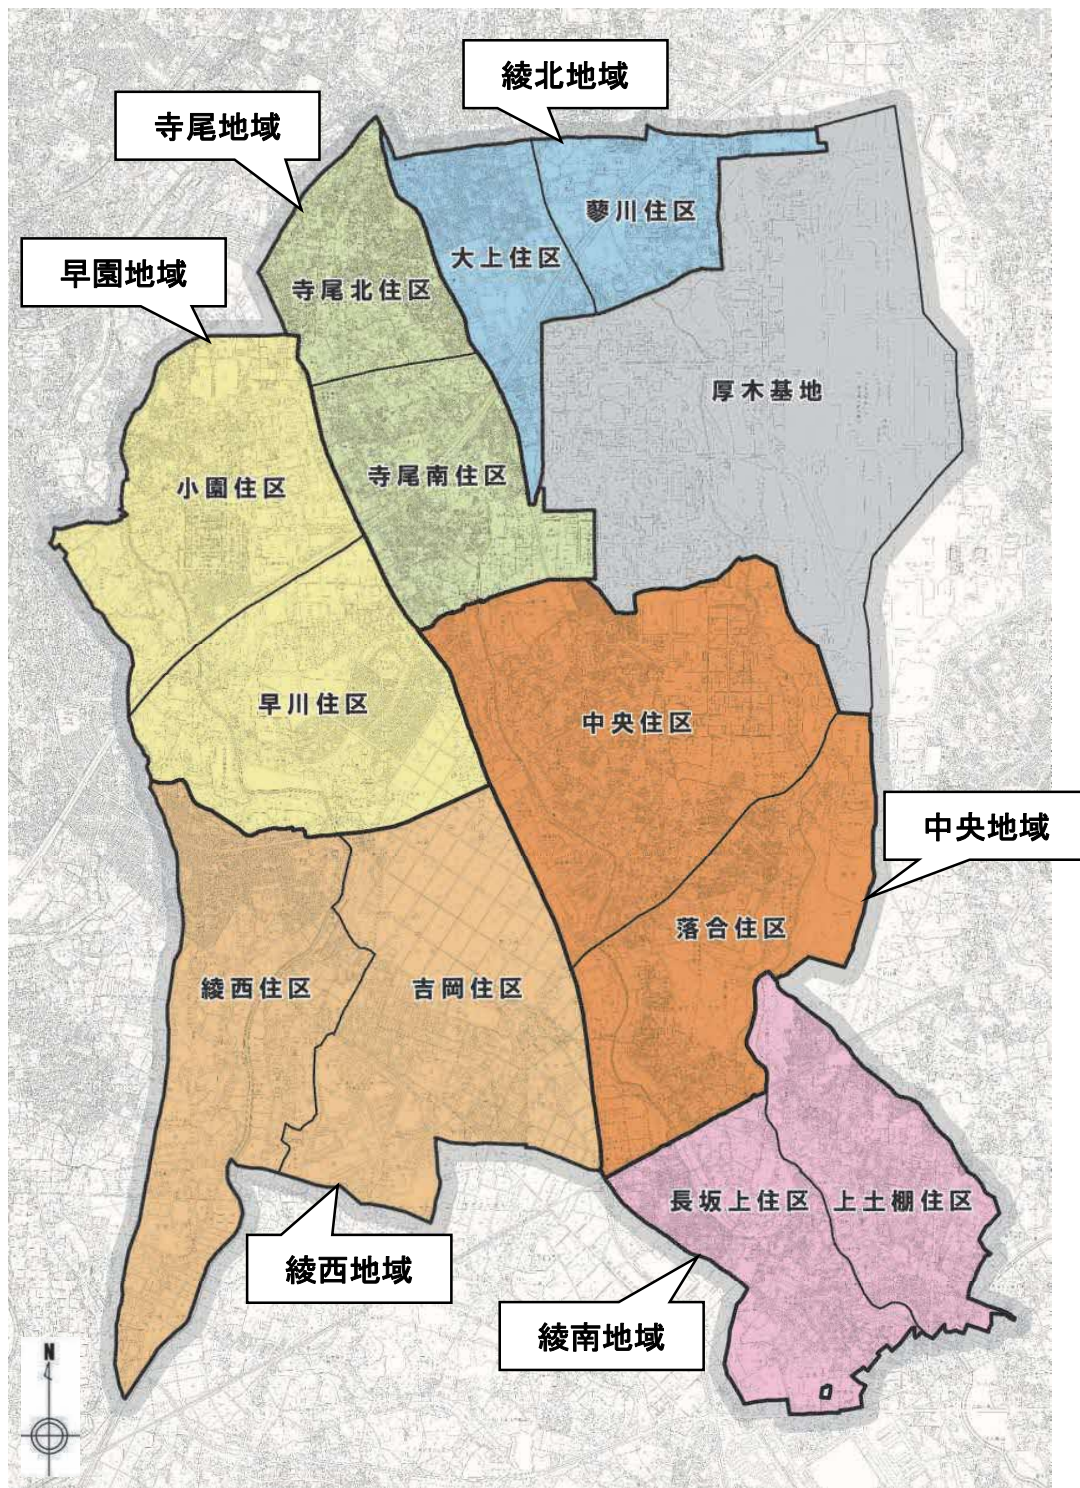 綾北地域
寺尾地域
蓼川住区
大上住区
早園地域
寺尾北住区
厚木基地
寺尾南住区
小園住区
早川住区
中央住区
中央地域
落合住区
綾西住区
吉岡住区
長坂上住区
上土棚住区
綾西地域
綾南地域
N